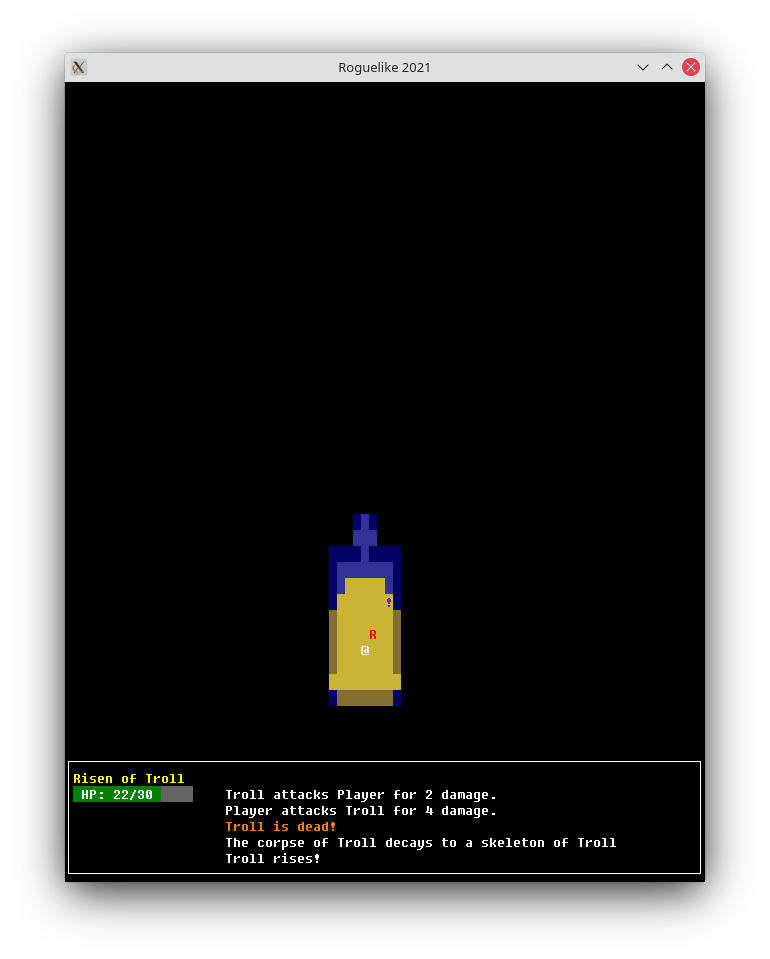 Roguelike 2021
!
R
@
Risen of Troll
HP: 22/30
Troll attacks Player for 2 damage.
Player attacks Troll for 4 damage.
Troll is dead!
The corpse of Troll decays to a skeleton of Troll
Troll rises!